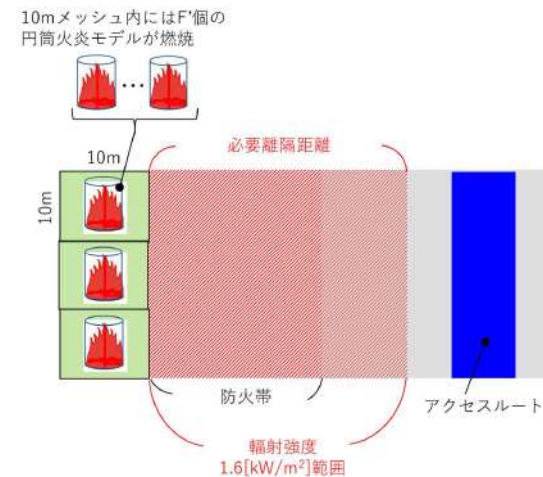 10mメッシュ内にはF’個の
円筒火炎モデルが燃焼
10m
必要離隔距離
10m
防火帯
アクセスルート
輻射強度
1.6[kW/m²]範囲